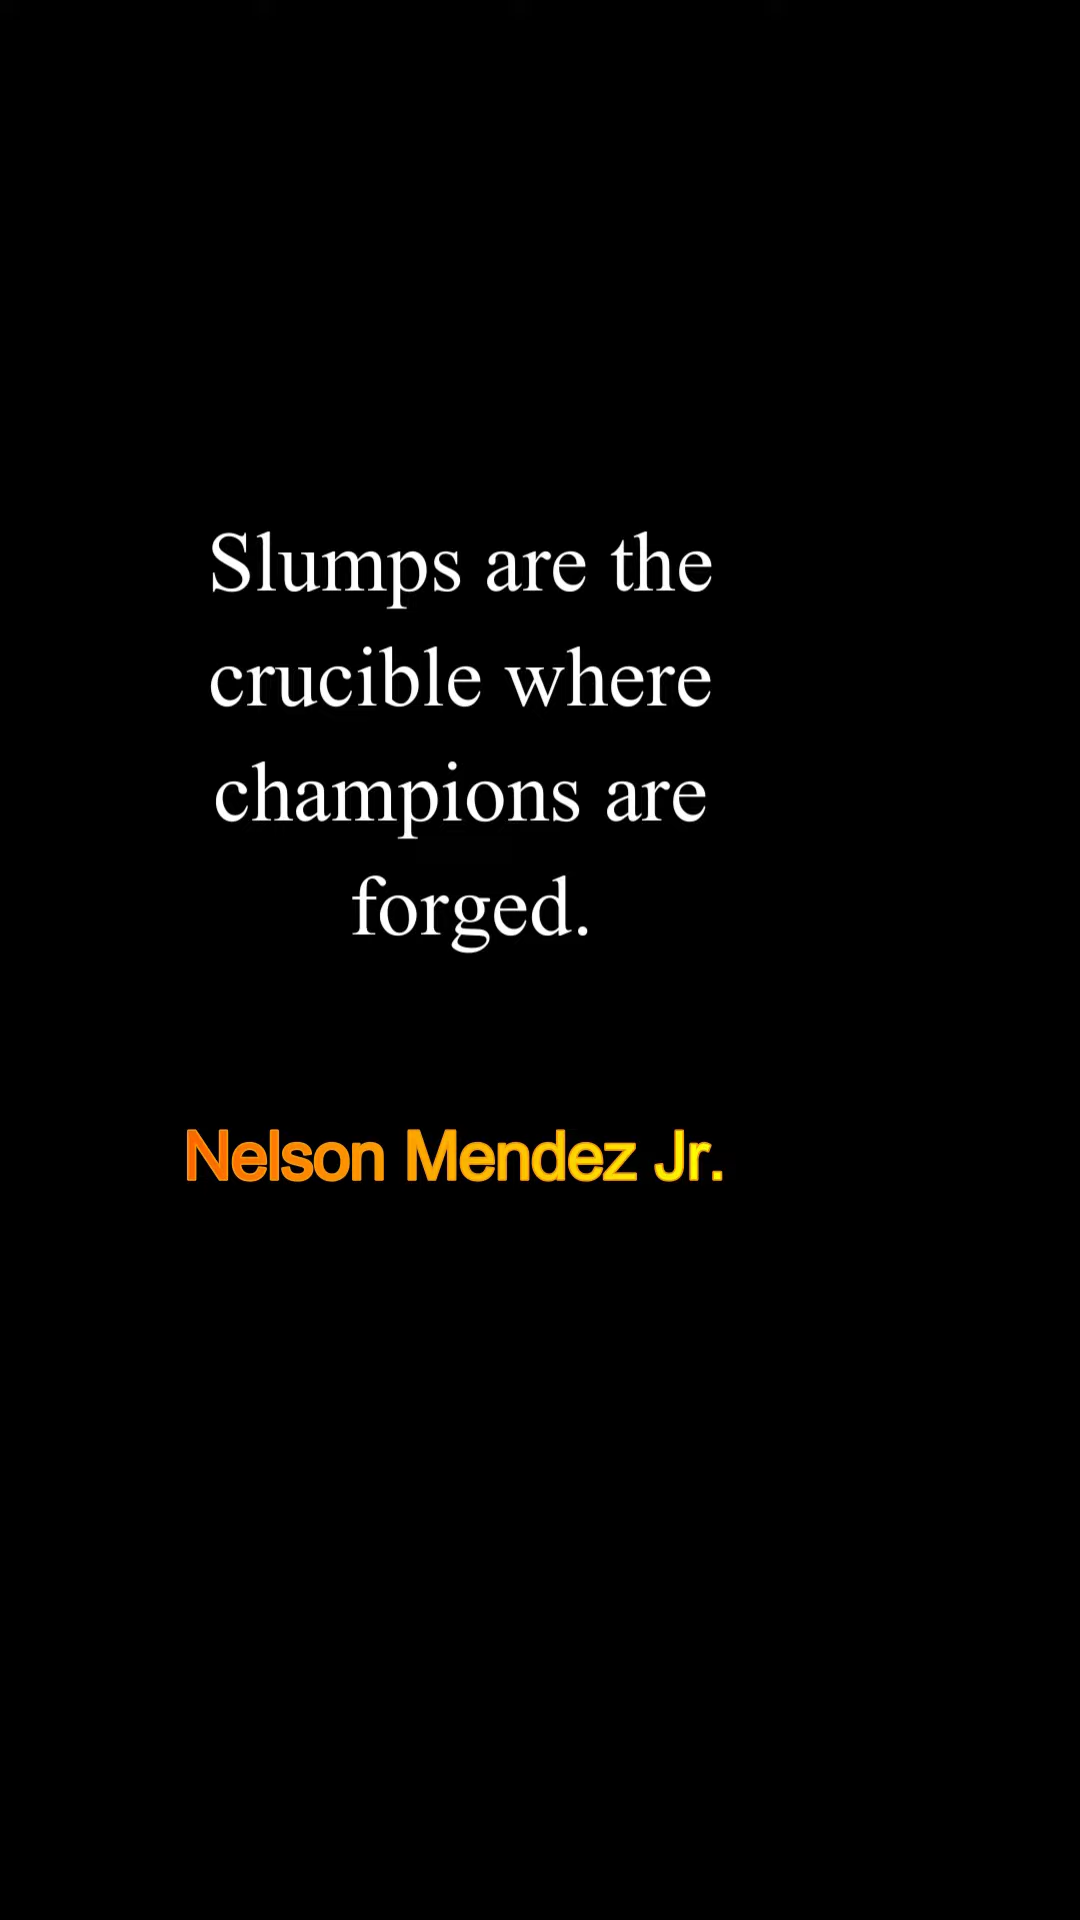 Slumps are the
crucible where
champions are
forged.
Nelson Mendez Jr.